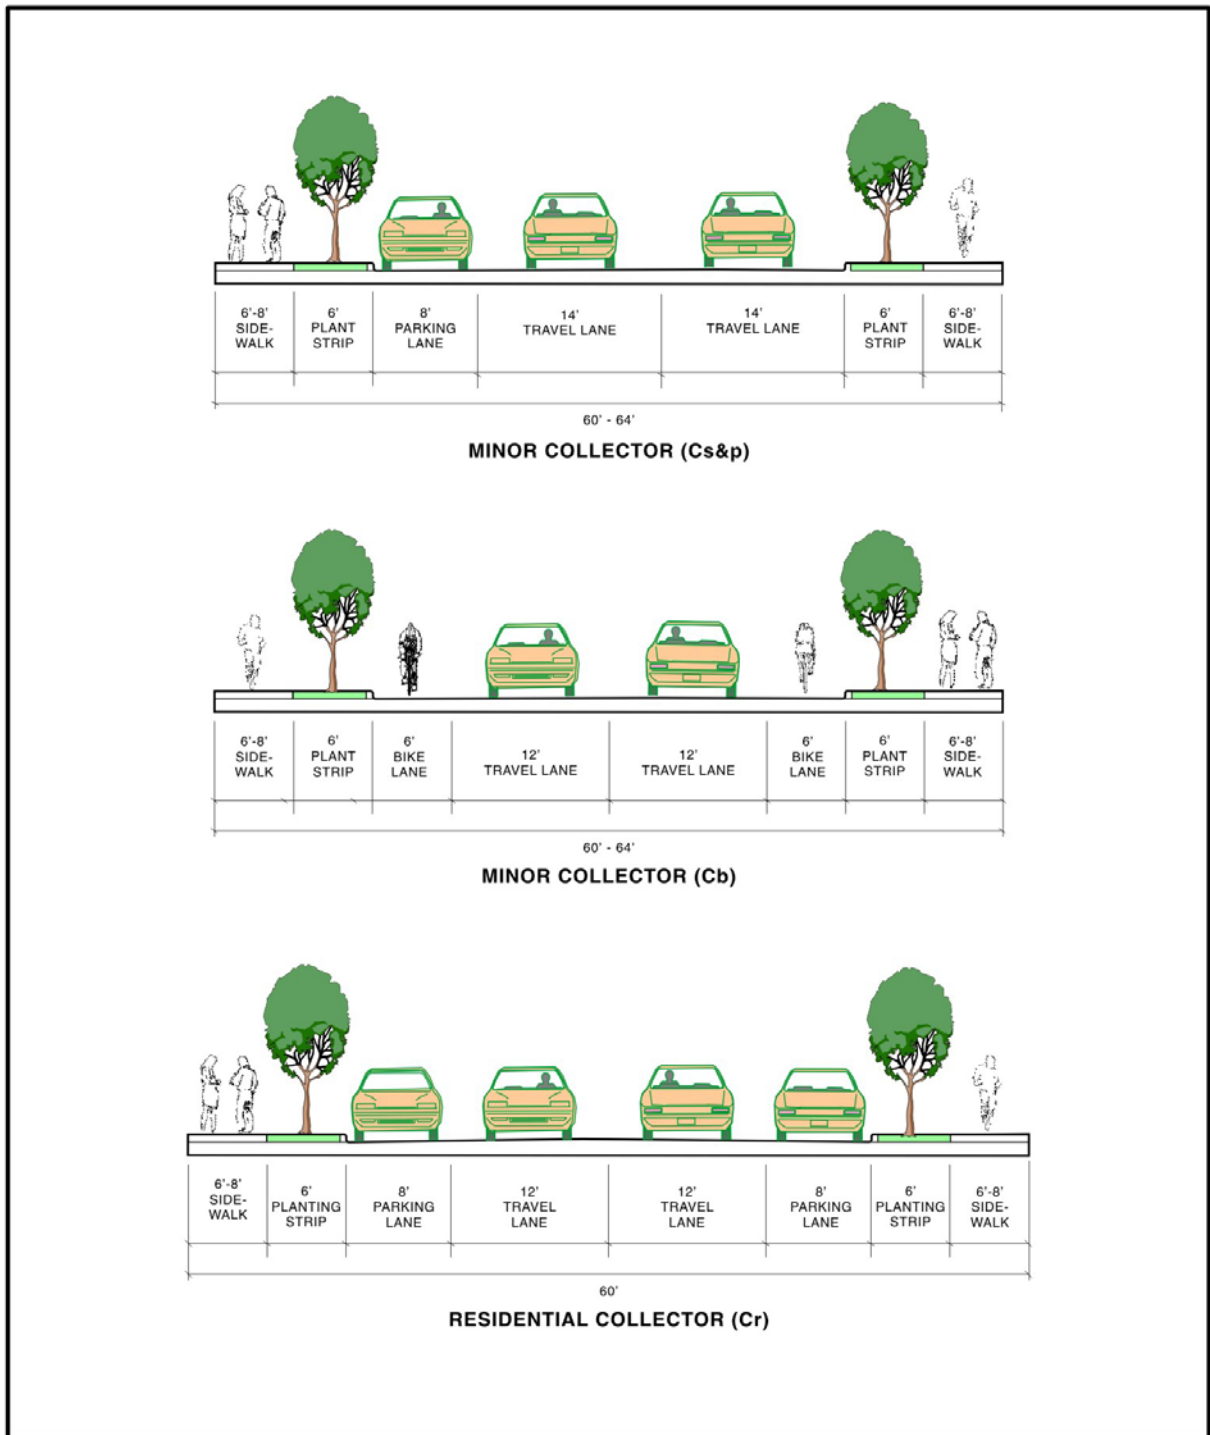 6'-8'
SIDE-
WALK
6'
PLANT
STRIP
8'
PARKING
LANE
14'
TRAVEL LANE
14'
TRAVEL LANE
6'
PLANT
STRIP
6'-8'
SIDE-
WALK
60' - 64'
MINOR COLLECTOR (Cs&p)
6'-8'
SIDE-
WALK
6'
PLANT
STRIP
6'
BIKE
LANE
12'
TRAVEL LANE
12'
TRAVEL LANE
6'
BIKE
LANE
6'
PLANT
STRIP
6'-8'
SIDE-
WALK
60' - 64'
MINOR COLLECTOR (Cb)
6'-8'
SIDE-
WALK
6'
PLANTING
STRIP
8'
PARKING
LANE
12'
TRAVEL
LANE
12'
TRAVEL
LANE
8'
PARKING
LANE
6'
PLANTING
STRIP
6'-8'
SIDE-
WALK
60'
RESIDENTIAL COLLECTOR (Cr)